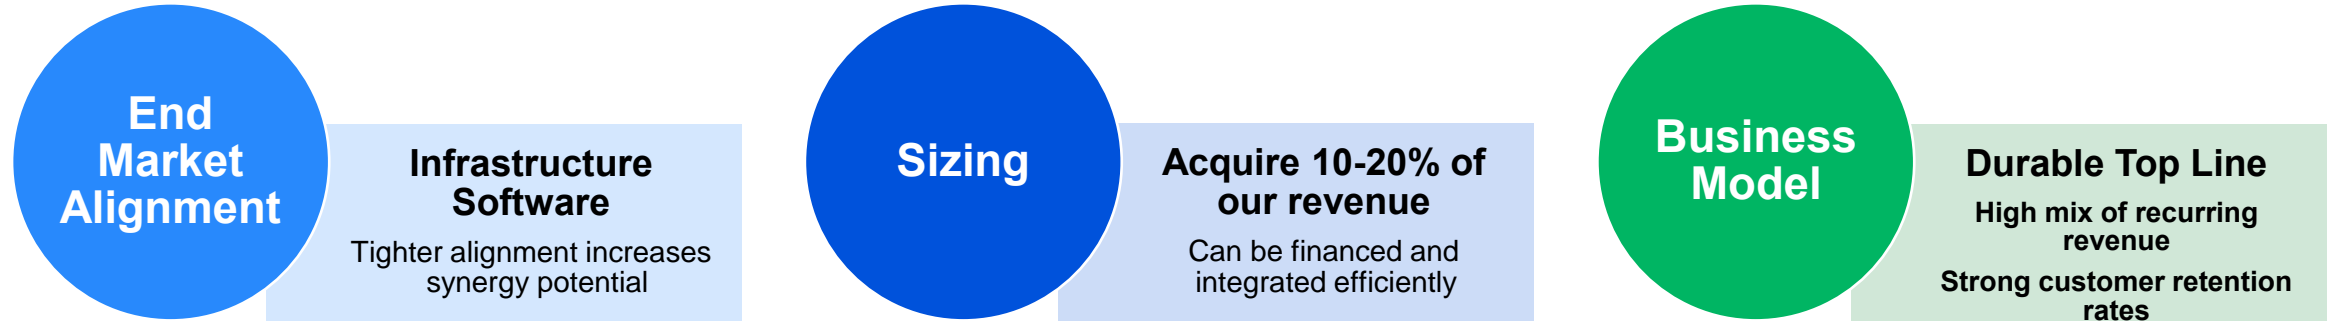 End
Market
Alignment
Infrastructure
Software
Tighter alignment increases
synergy potential
Sizing
Acquire 10-20% of
our revenue
Can be financed and
integrated efficiently
Business
Model
Durable Top Line
High mix of recurring
revenue
Strong customer retention
rates